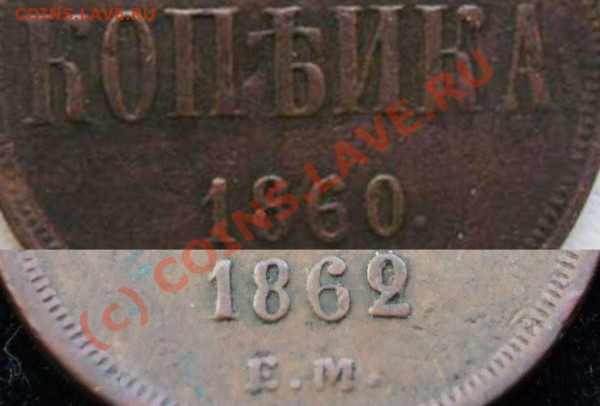 COINS.LAVE.RU
КОПѢЙКА
1860.
1862
Е.М.
(c) COINS.LAVE.RU